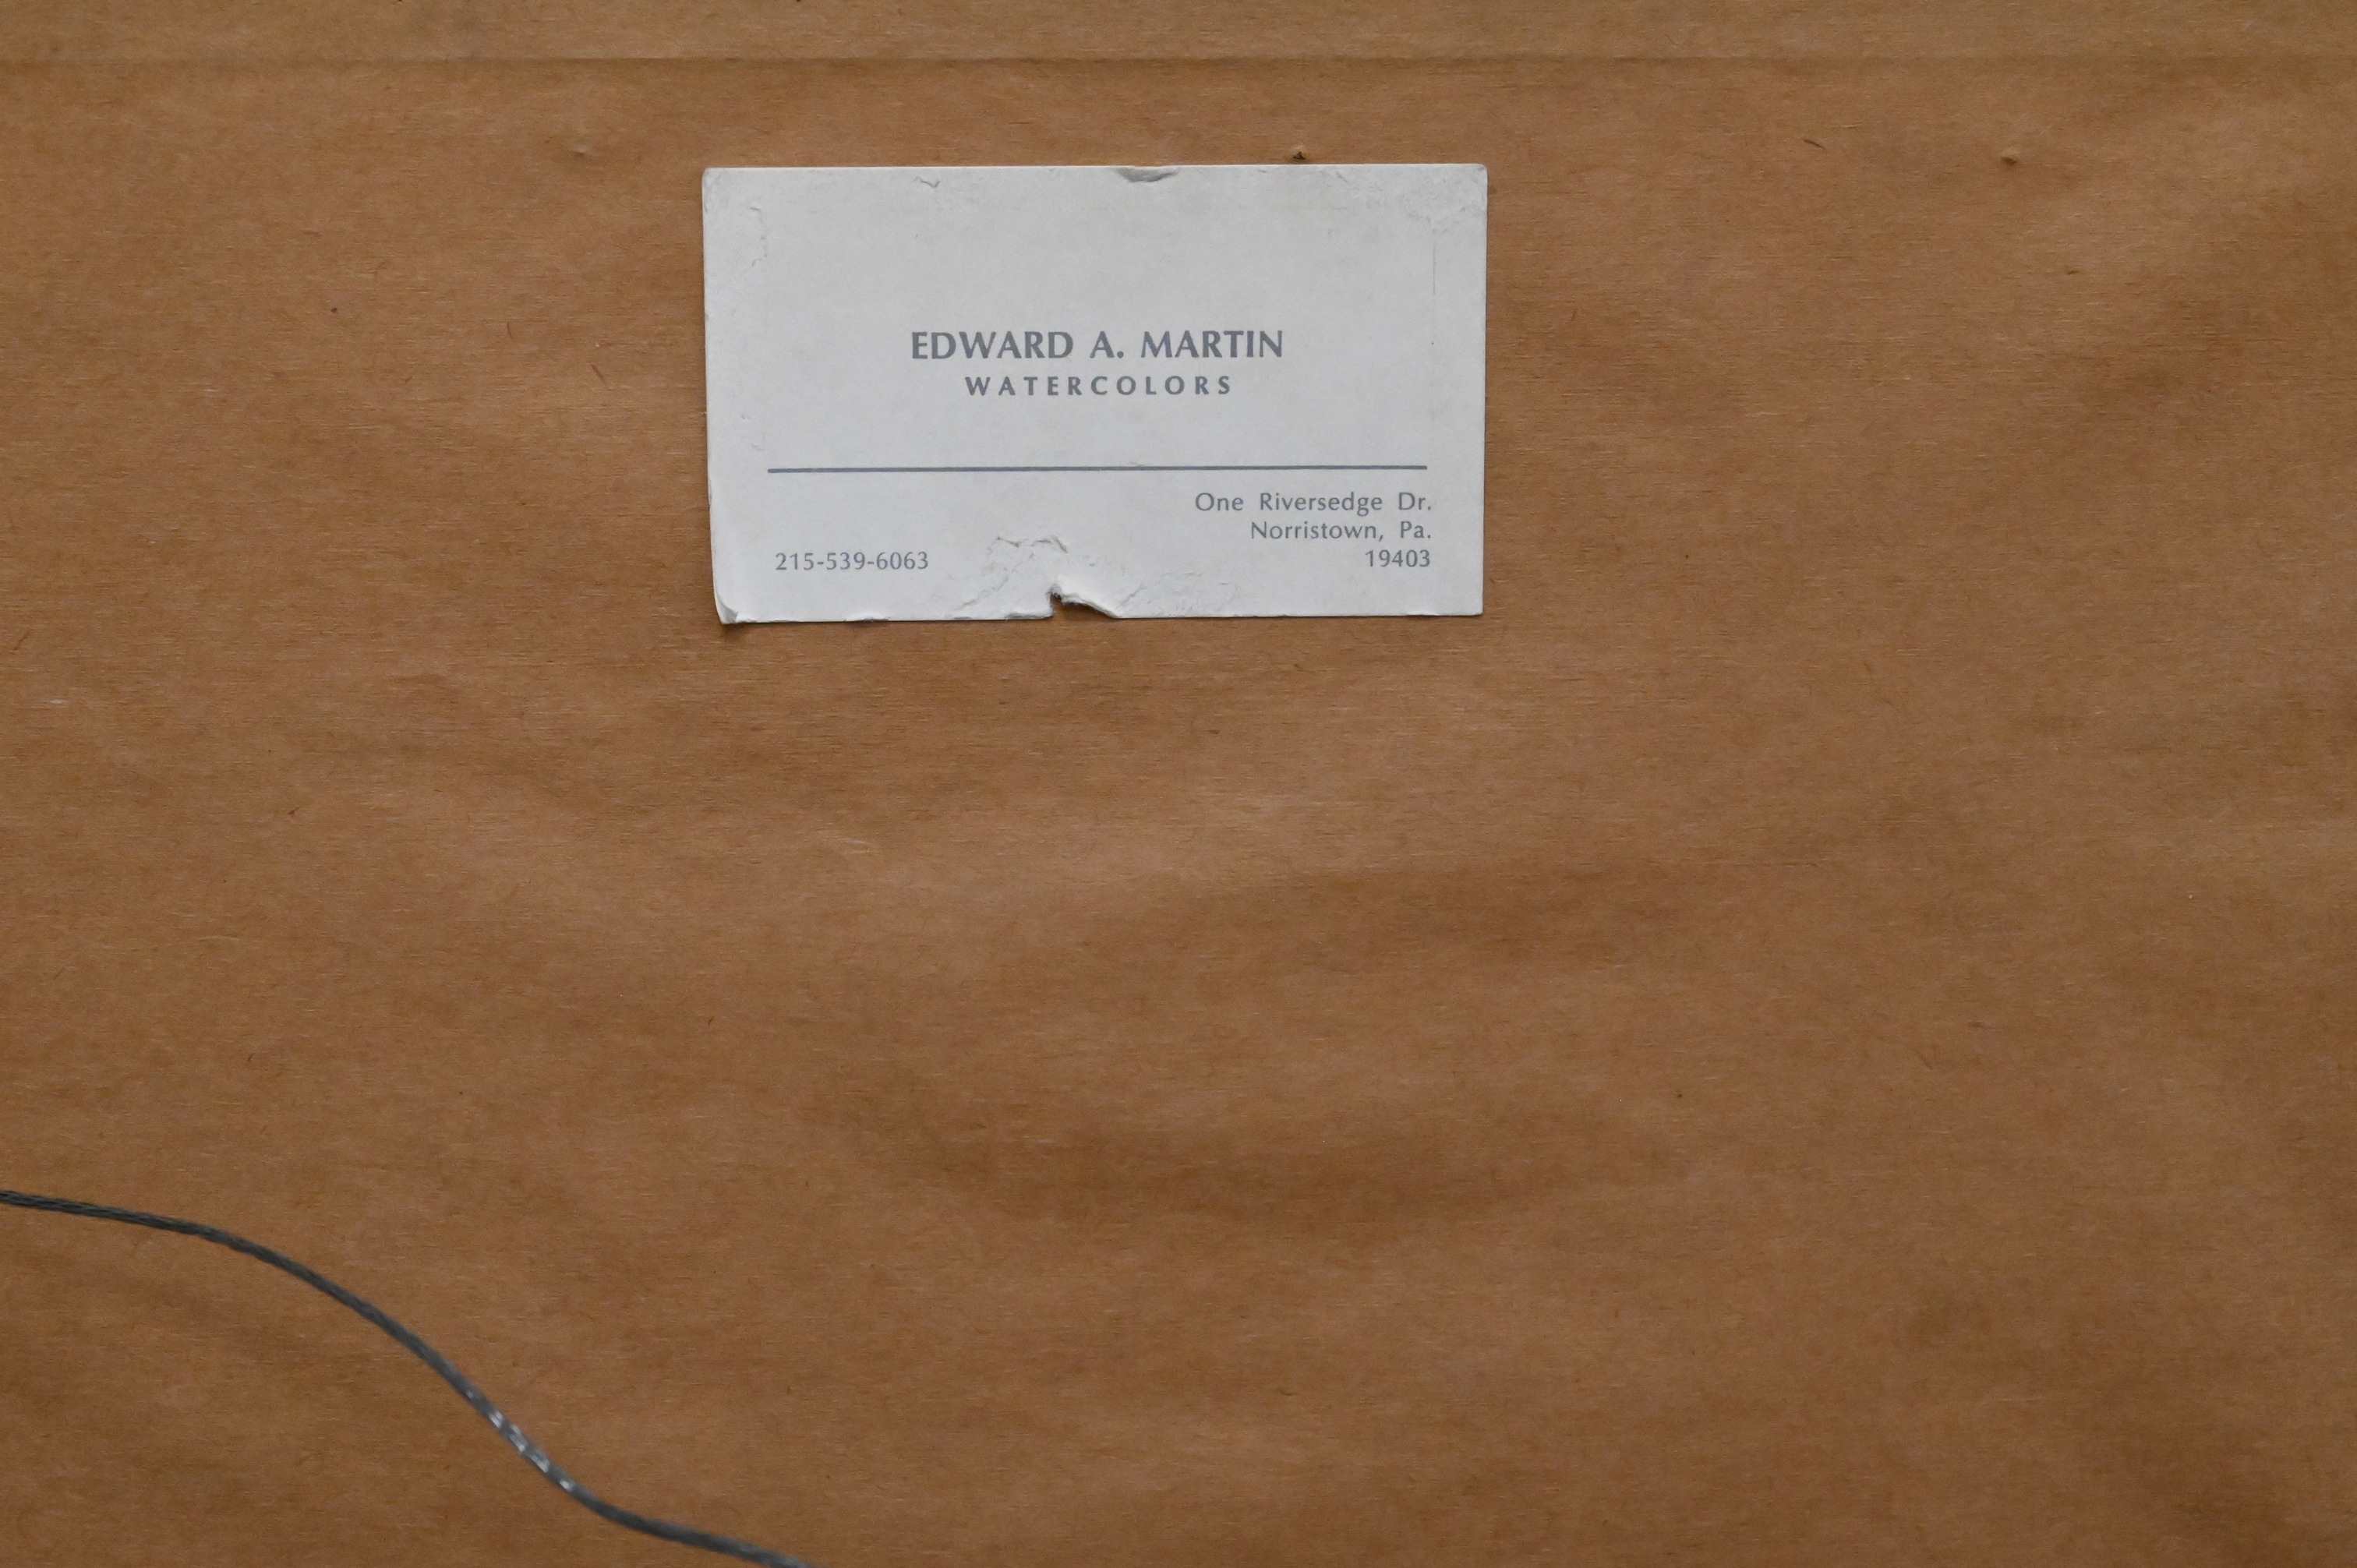 EDWARD A. MARTIN
WATERCOLORS
One Riversedge Dr.
Norristown, Pa.
215-539-6063 19403